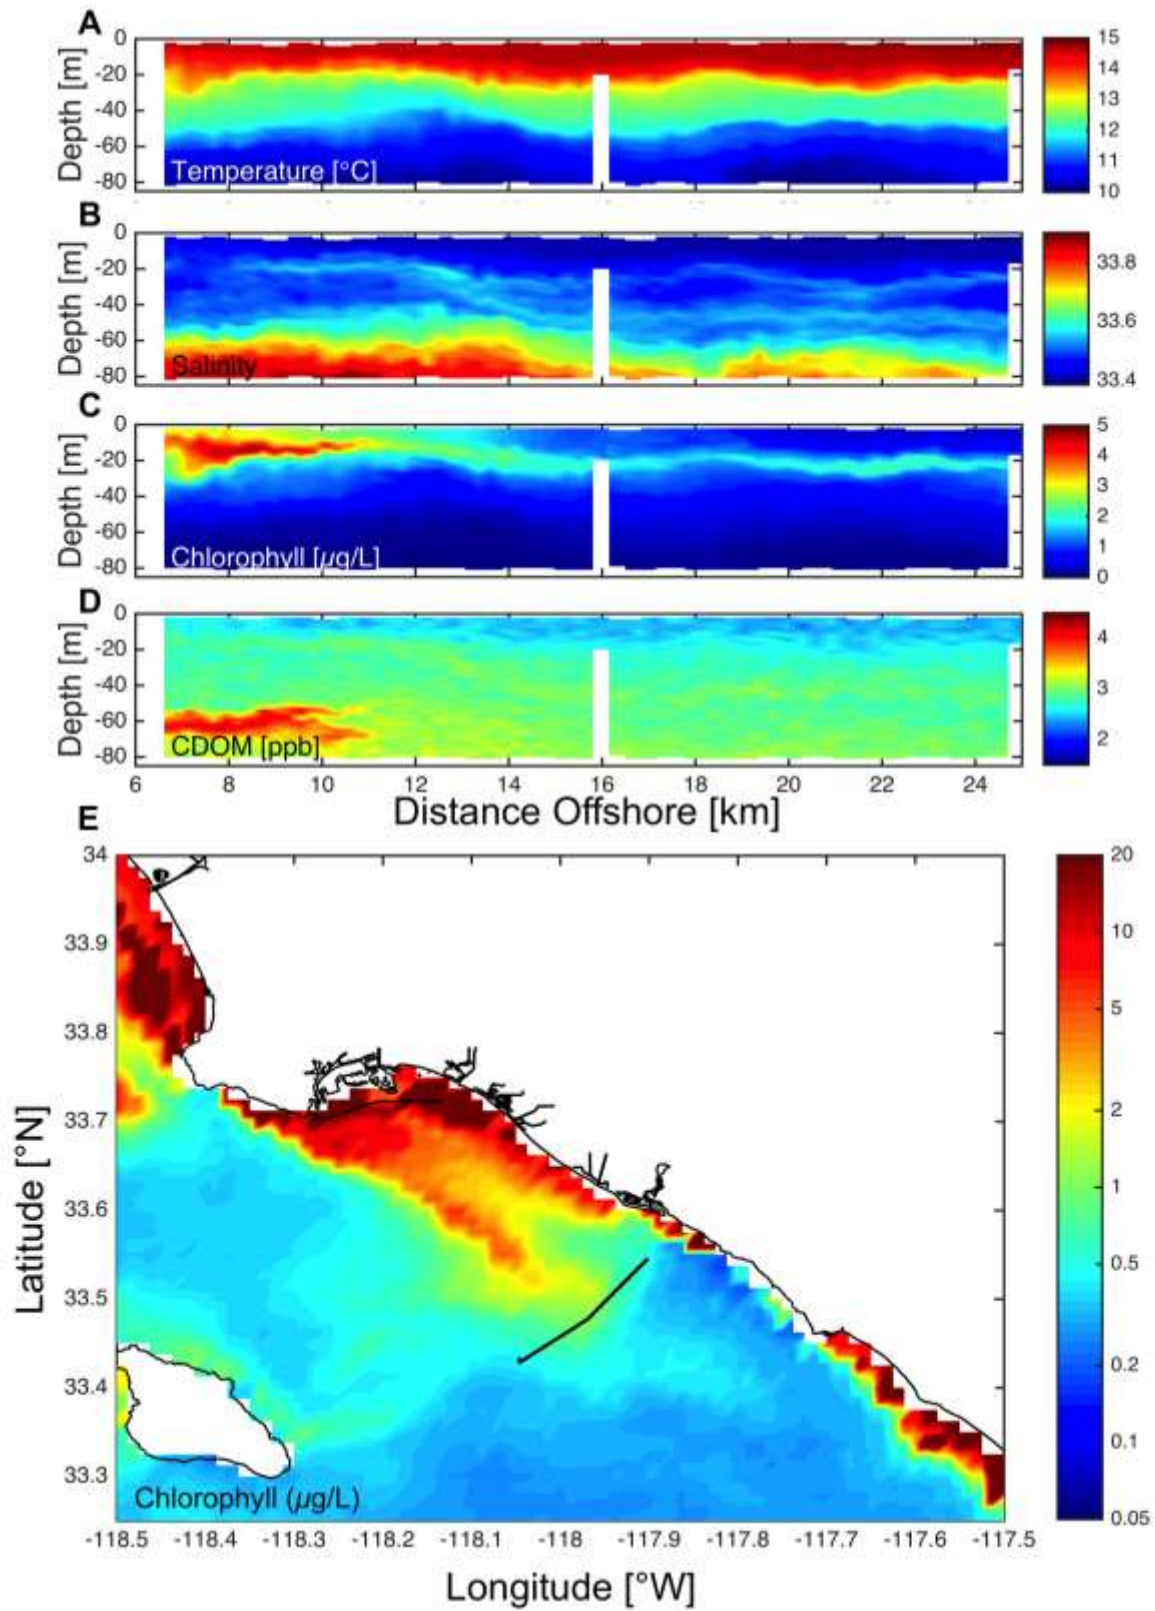 A
0
-20
-40
-60
-80
Depth [m]
Temperature [°C]
15
14
13
12
11
10
B
0
-20
-40
-60
-80
Depth [m]
Salinity
33.8
33.6
33.4
C
0
-20
-40
-60
-80
Depth [m]
Chlorophyll [µg/L]
5
4
3
2
1
0
D
0
-20
-40
-60
-80
Depth [m]
CDOM [ppb]
4
3
2
6 8 10 12 14 16 18 20 22 24
Distance Offshore [km]
E
34
33.9
33.8
33.7
33.6
33.5
33.4
33.3
Latitude [°N]
Chlorophyll (µg/L)
20
10
5
2
1
0.5
0.2
0.1
0.05
-118.5 -118.4 -118.3 -118.2 -118.1 -118 -117.9 -117.8 -117.7 -117.6 -117.5
Longitude [°W]